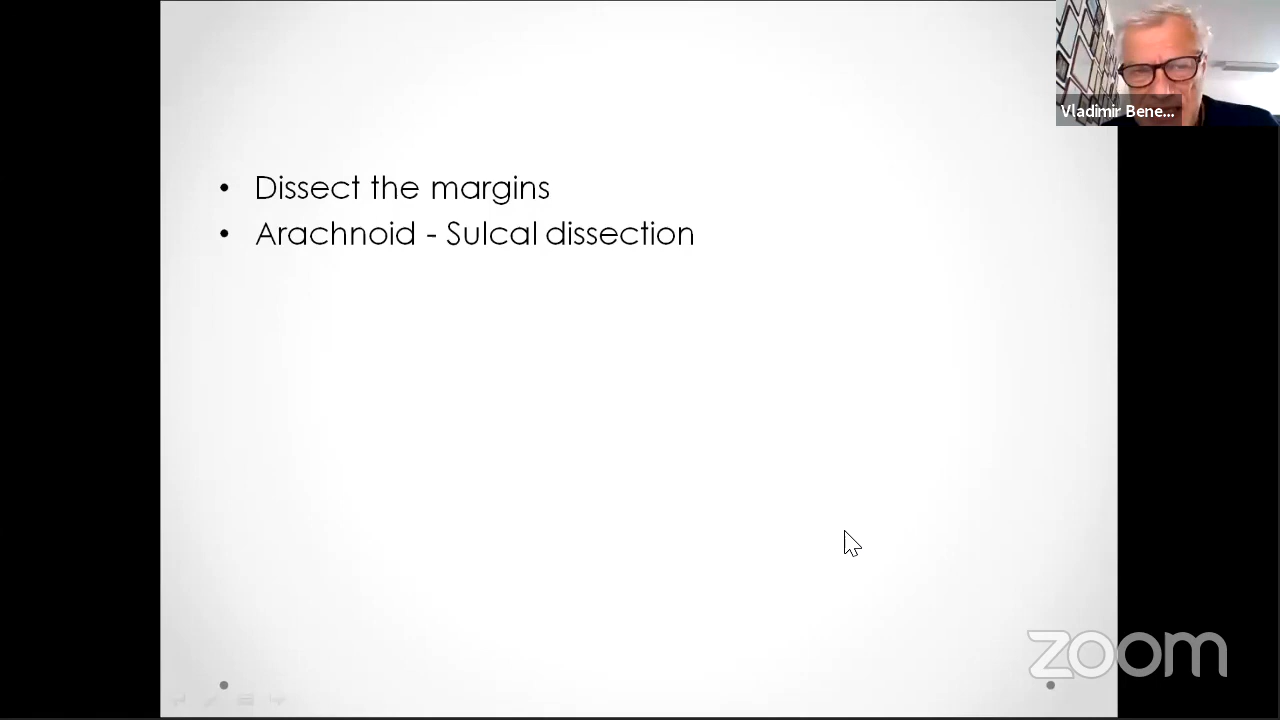 Vladimir Bene...
• Dissect the margins
• Arachnoid - Sulcal dissection
zoom